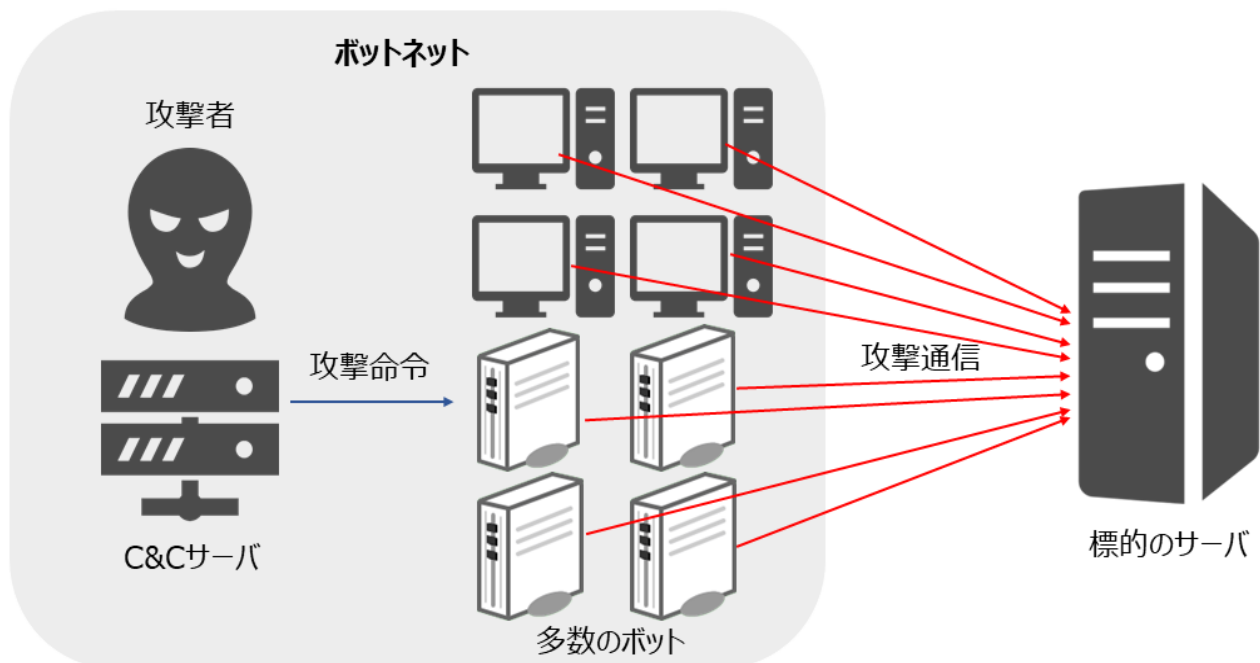 ボットネット
攻撃者
攻撃命令
攻撃通信
C&Cサーバ
標的のサーバ
多数のボット